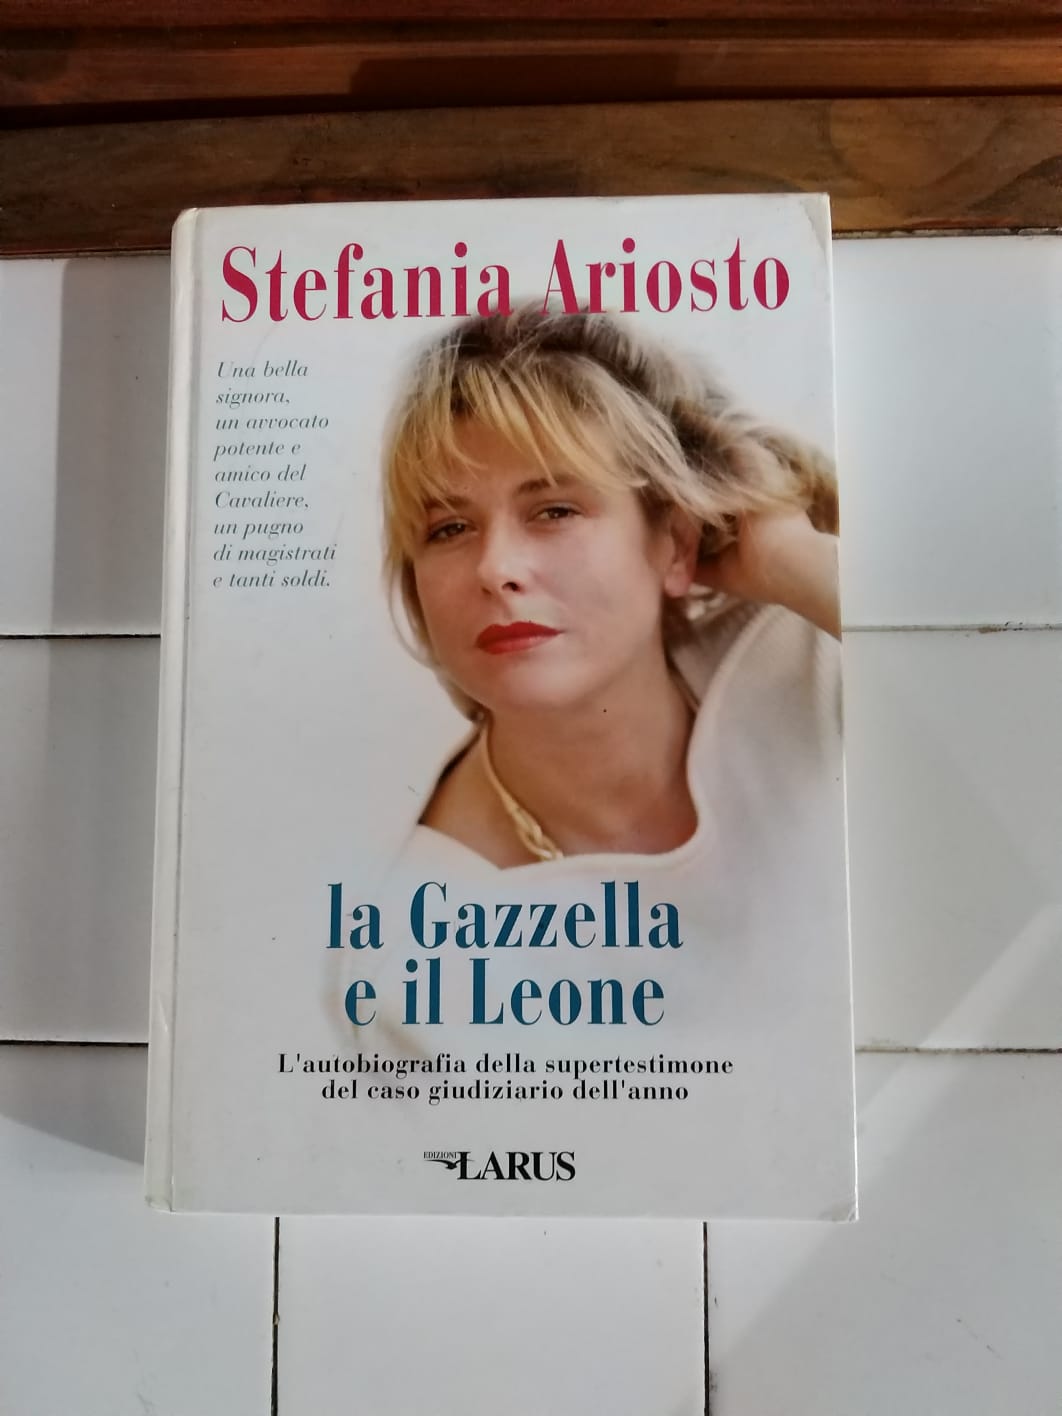 Stefania Ariosto
Una bella
signora,
un avvocato
potente e
amico del
Cavaliere,
un pugno
di magistrati
e tanti soldi.
la Gazzella
e il Leone
L'autobiografia della supertestimone
del caso giudiziario dell'anno
EDIZIONI LARUS